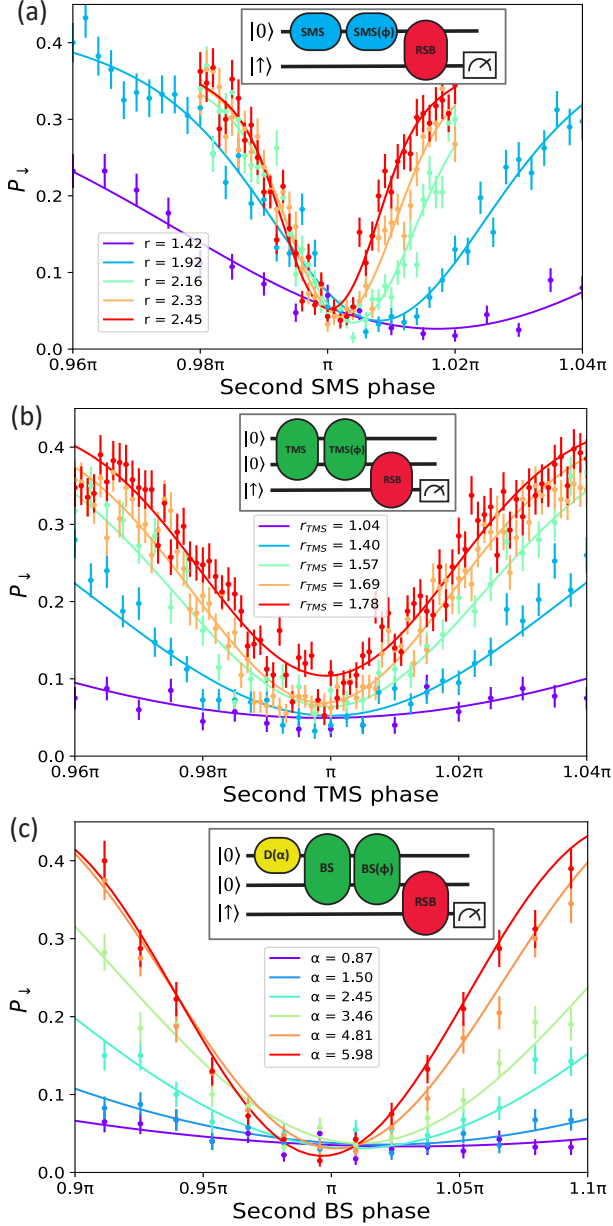 (a)
|0⟩ SMS SMS(ϕ)
RSB
|↑⟩
0.4
0.3
0.2
0.1
0.0
P↓
r = 1.42
r = 1.92
r = 2.16
r = 2.33
r = 2.45
0.96π 0.98π π 1.02π 1.04π
Second SMS phase
(b)
|0⟩ TMS TMS(ϕ)
|0⟩
RSB
|↑⟩
0.4
0.3
0.2
0.1
0.0
P↓
rTMS = 1.04
rTMS = 1.40
rTMS = 1.57
rTMS = 1.69
rTMS = 1.78
0.96π 0.98π π 1.02π 1.04π
Second TMS phase
(c)
|0⟩ D(α) BS BS(ϕ)
|0⟩
RSB
|↑⟩
0.4
0.3
0.2
0.1
0.0
P↓
α = 0.87
α = 1.50
α = 2.45
α = 3.46
α = 4.81
α = 5.98
0.9π 0.95π π 1.05π 1.1π
Second BS phase